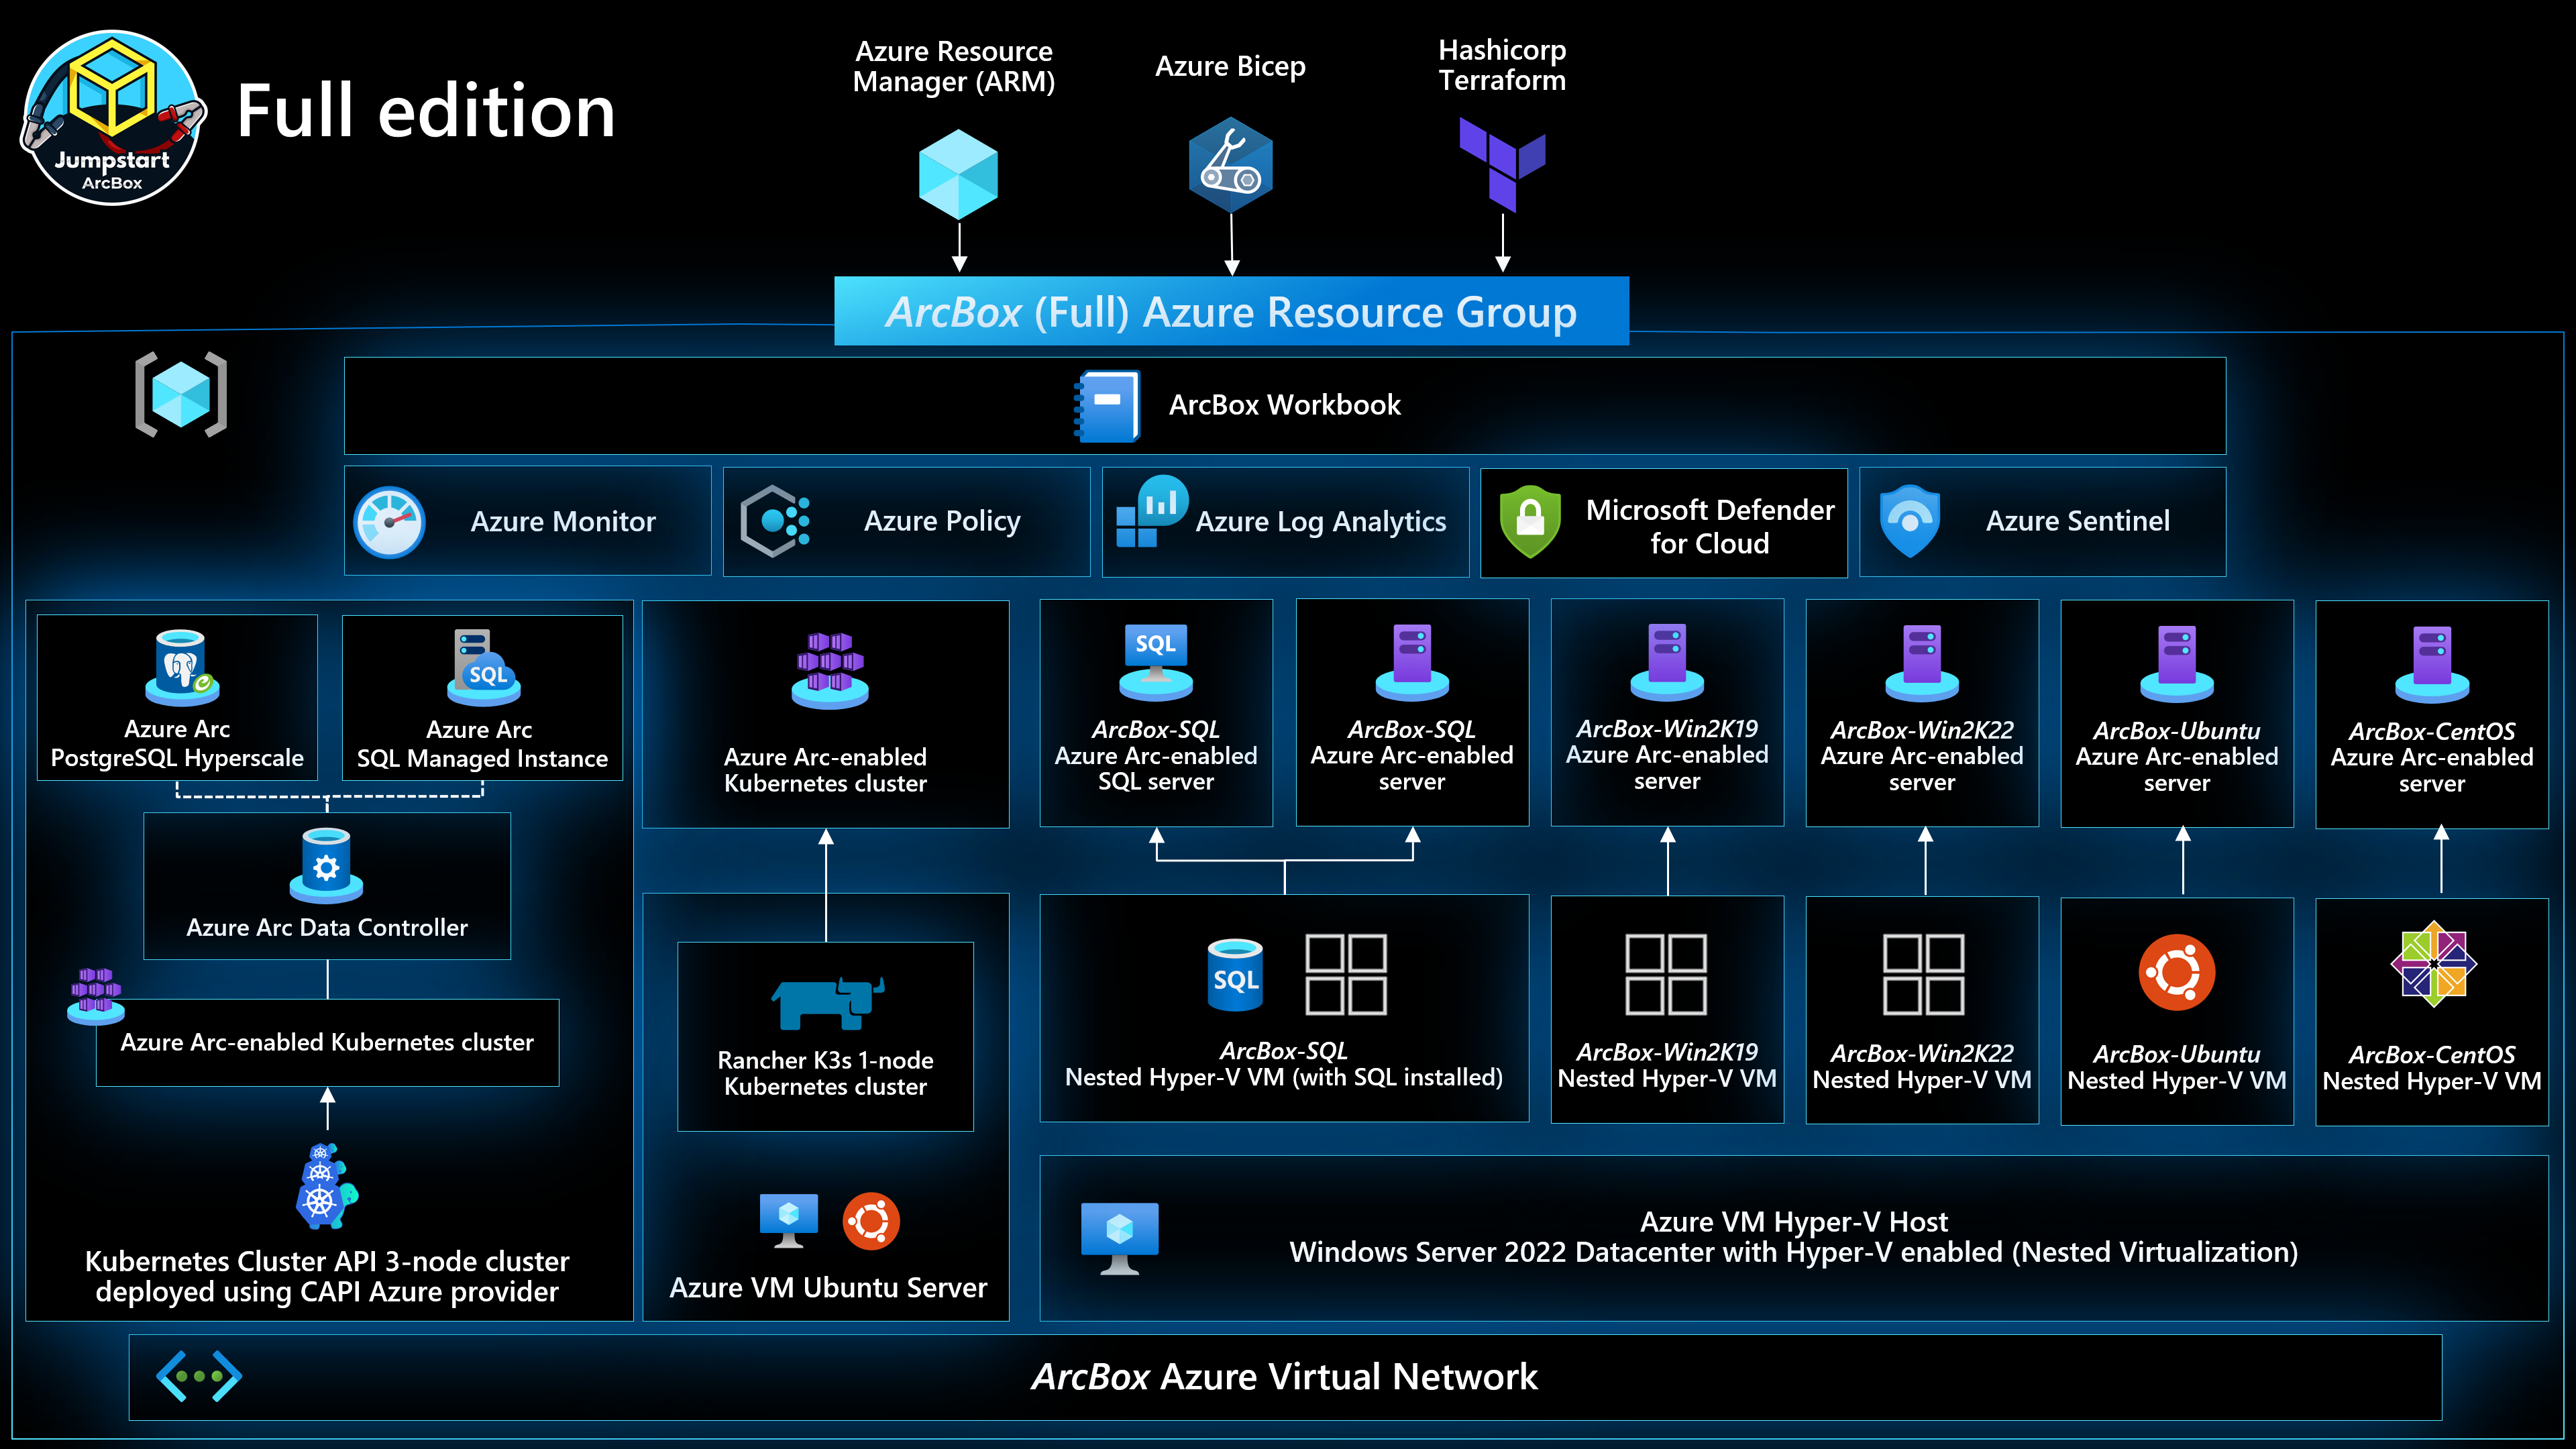 Jumpstart
ArcBox
Full edition
Azure Resource
Manager (ARM)
Azure Bicep
Hashicorp
Terraform
ArcBox (Full) Azure Resource Group
ArcBox Workbook
Azure Monitor
Azure Policy
Azure Log Analytics
Microsoft Defender
for Cloud
Azure Sentinel
Azure Arc
PostgreSQL Hyperscale
SQL
Azure Arc
SQL Managed Instance
Azure Arc Data Controller
Azure Arc-enabled Kubernetes cluster
Kubernetes Cluster API 3-node cluster
deployed using CAPI Azure provider
Azure Arc-enabled
Kubernetes cluster
Rancher K3s 1-node
Kubernetes cluster
Azure VM Ubuntu Server
SQL
ArcBox-SQL
Azure Arc-enabled
SQL server
ArcBox-SQL
Azure Arc-enabled
server
ArcBox-Win2K19
Azure Arc-enabled
server
ArcBox-Win2K22
Azure Arc-enabled
server
ArcBox-Ubuntu
Azure Arc-enabled
server
ArcBox-CentOS
Azure Arc-enabled
server
SQL
ArcBox-SQL
Nested Hyper-V VM (with SQL installed)
ArcBox-Win2K19
Nested Hyper-V VM
ArcBox-Win2K22
Nested Hyper-V VM
ArcBox-Ubuntu
Nested Hyper-V VM
ArcBox-CentOS
Nested Hyper-V VM
Azure VM Hyper-V Host
Windows Server 2022 Datacenter with Hyper-V enabled (Nested Virtualization)
ArcBox Azure Virtual Network